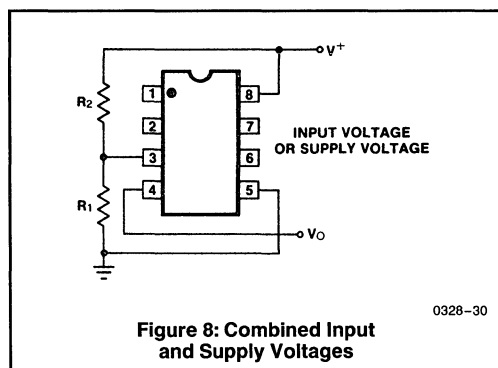 V+
R2
1
8
2
7
INPUT VOLTAGE
OR SUPPLY VOLTAGE
3
6
R1
4
5
VO
0328-30
Figure 8: Combined Input
and Supply Voltages